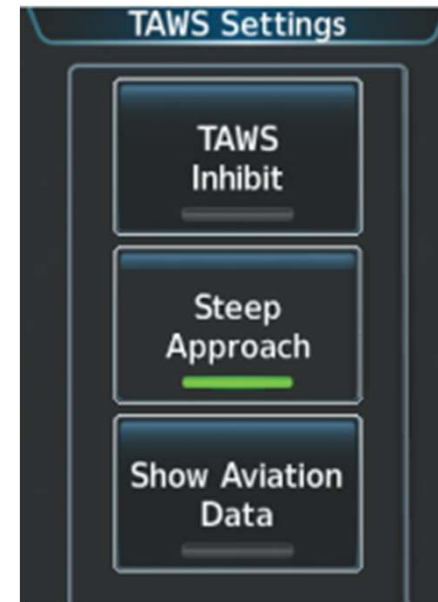 TAWS Settings
TAWS
Inhibit
Steep
Approach
Show Aviation
Data